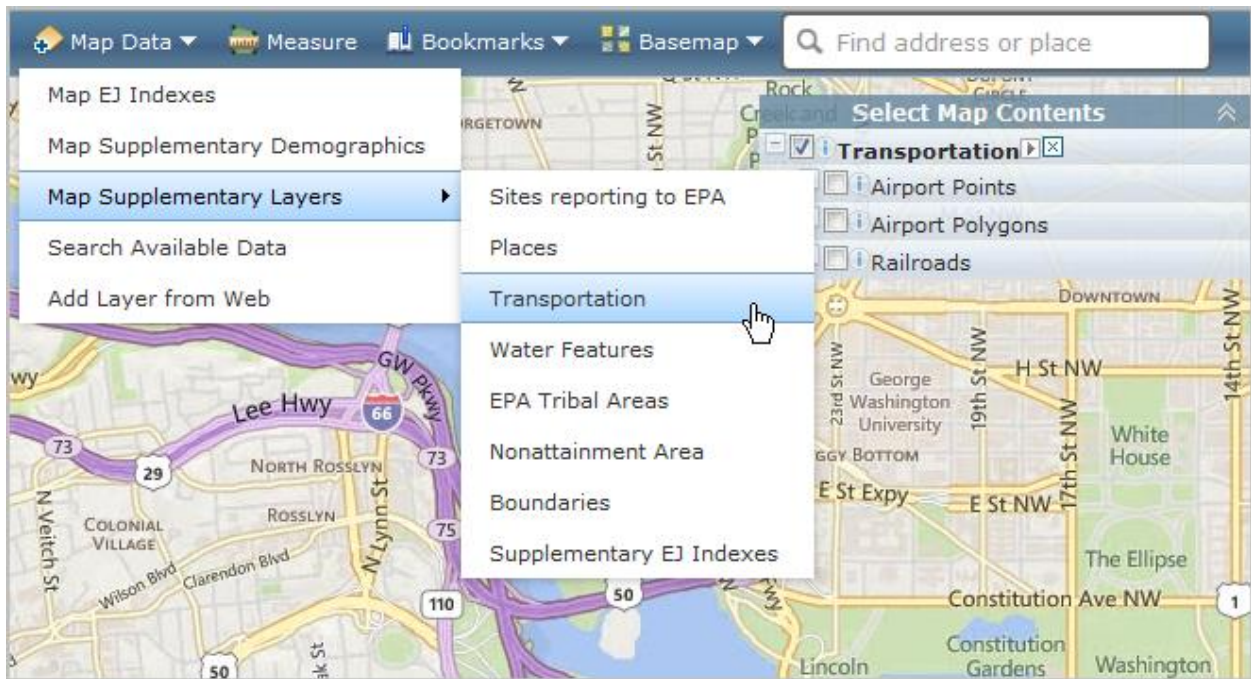 Map Data Measure Bookmarks Basemap Find address or place
Map EJ Indexes
Map Supplementary Demographics
Map Supplementary Layers
Search Available Data
Add Layer from Web
Sites reporting to EPA
Places
Transportation
Water Features
EPA Tribal Areas
Nonattainment Area
Boundaries
Supplementary EJ Indexes
Select Map Contents
Transportation
Airport Points
Airport Polygons
Railroads
Rock
DOWNTOWN
14th St NW
H St NW
19th St NW
23rd St NW
George
Washington
University
White
House
17th St NW
E St Expy
E St NW
The Ellipse
Constitution Ave NW
1
Constitution
Gardens
Lincoln
Washington
GW Pkwy
Lee Hwy
66
73
29
NORTH ROSSLYN
73
N Lynn St
ROSSLYN
75
COLONIAL
VILLAGE
N Veitch St
Wilson Blvd
Clarendon Blvd
110
50
50